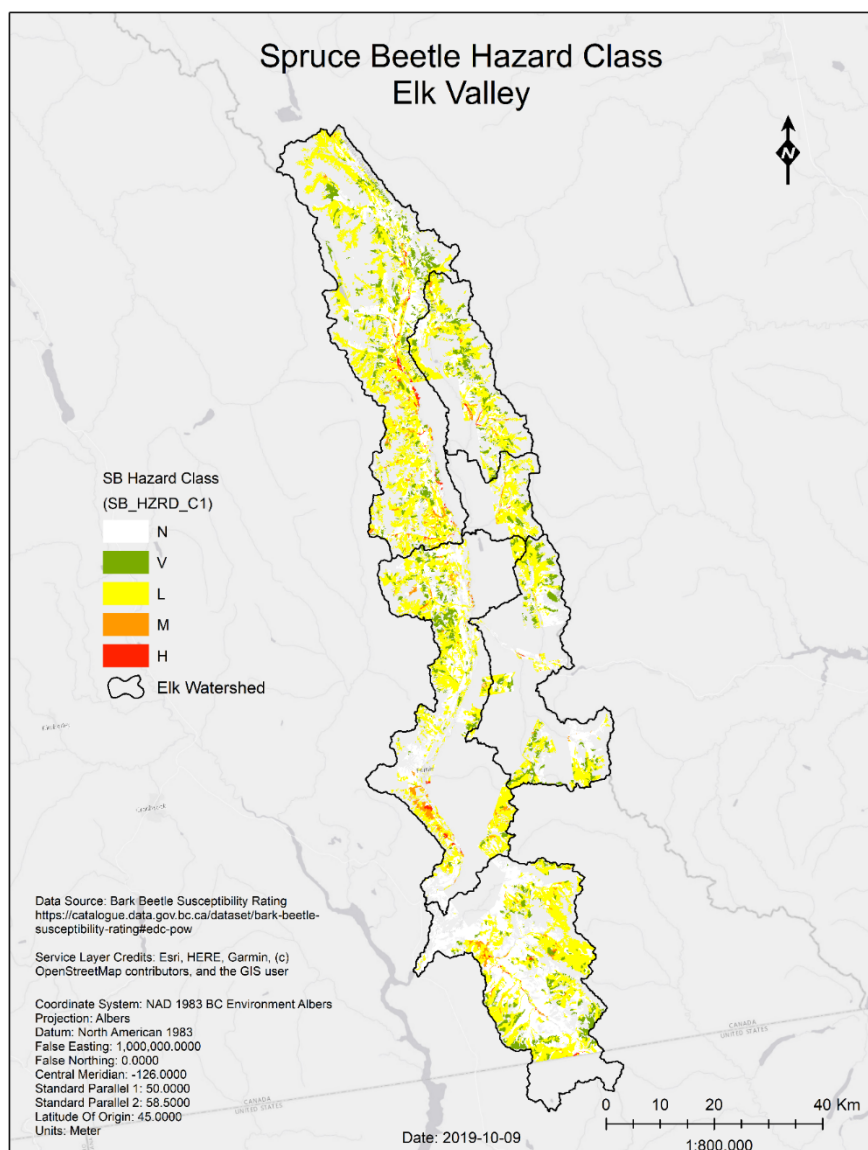 Spruce Beetle Hazard Class
Elk Valley
N
SB Hazard Class
(SB_HZRD_C1)
N
V
L
M
H
Elk Watershed
Fernie
Cranbrook
Data Source: Bark Beetle Susceptibility Rating
https://catalogue.data.gov.bc.ca/dataset/bark-beetle-
susceptibility-rating#edc-pow
Service Layer Credits: Esri, HERE, Garmin, (c)
OpenStreetMap contributors, and the GIS user
Coordinate System: NAD 1983 BC Environment Albers
Projection: Albers
Datum: North American 1983
False Easting: 1,000,000.0000
False Northing: 0.0000
Central Meridian: -126.0000
Standard Parallel 1: 50.0000
Standard Parallel 2: 58.5000
Latitude Of Origin: 45.0000
Units: Meter
CANADA
UNITED STATES
CANADA
UNITED STATES
Date: 2019-10-09
0 10 20 40 Km
1:800,000